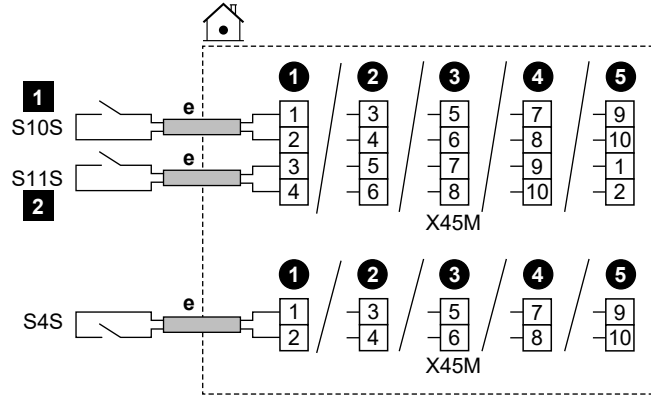 1 2 3 4 5
1
e
S10S
1 3 5 7 9
2 4 6 8 10
e
S11S
3 5 7 9 1
4 6 8 10 2
2
X45M
1 2 3 4 5
e
S4S
1 3 5 7 9
2 4 6 8 10
X45M